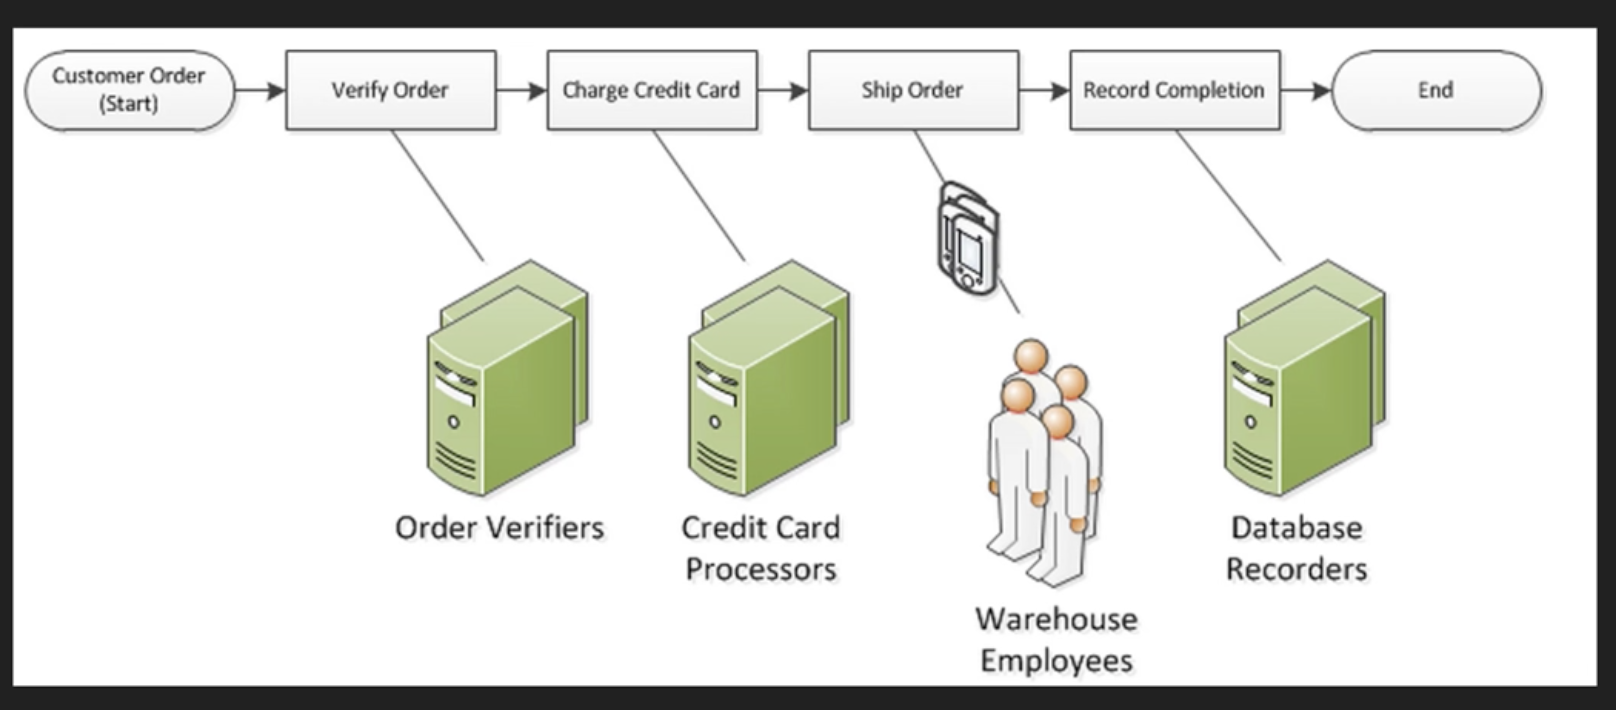 Customer Order
(Start)
Verify Order
Charge Credit Card
Ship Order
Record Completion
End
Order Verifiers
Credit Card
Processors
Warehouse
Employees
Database
Recorders